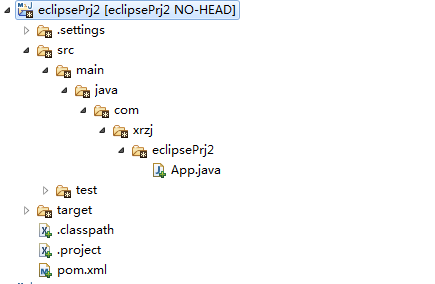 eclipsePrj2 [eclipsePrj2 NO-HEAD]
.settings
src
main
java
com
xrzj
eclipsePrj2
App.java
test
target
.classpath
.project
pom.xml